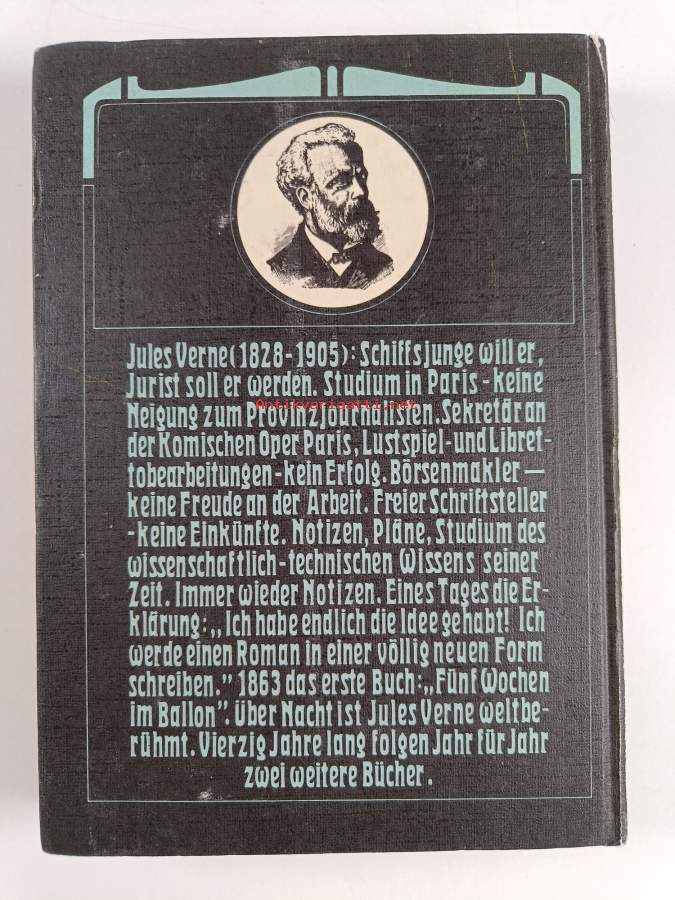 Jules Verne (1828-1905): Schiffsjunge will er,
Jurist soll er werden. Studium in Paris - keine
Antikvariaatti.net
Neigung zum Provinzjournalisten. Sekretär an
der Komischen Oper Paris, Lustspiel- und Libret-
tobearbeitungen - kein Erfolg. Börsenmakler —
keine Freude an der Arbeit. Freier Schriftsteller
- keine Einkünfte. Notizen, Pläne, Studium des
wissenschaftlich-technischen Wissens seiner
Zeit. Immer wieder Notizen. Eines Tages die Er-
klärung: „Ich habe endlich die Idee gehabt! Ich
werde einen Roman in einer völlig neuen Form
schreiben.” 1863 das erste Buch: „Fünf Wochen
im Ballon”. Über Nacht ist Jules Verne weltbe-
rühmt. Vierzig Jahre lang folgen Jahr für Jahr
zwei weitere Bücher.